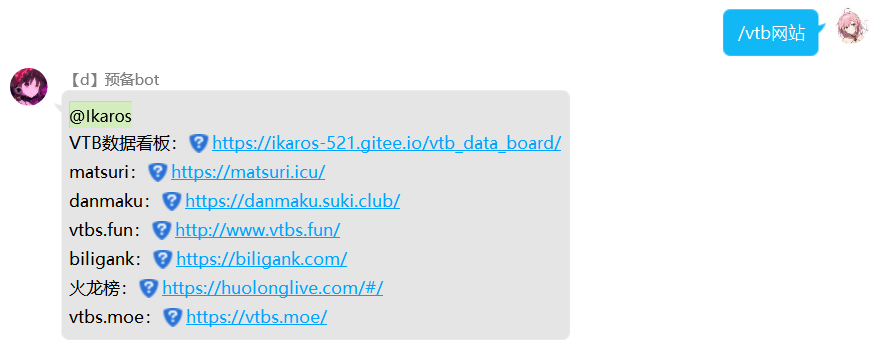 /vtb网站
【d】预备bot
@Ikaros
VTB数据看板：https://ikaros-521.gitee.io/vtb_data_board/
matsuri：https://matsuri.icu/
danmaku：https://danmaku.suki.club/
vtbs.fun：http://www.vtbs.fun/
biligank：https://biligank.com/
火龙榜：https://huolonglive.com/#/
vtbs.moe：https://vtbs.moe/